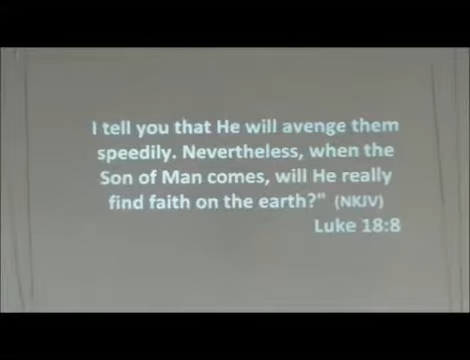 I tell you that He will avenge them
speedily. Nevertheless, when the
Son of Man comes, will He really
find faith on the earth?" (NKJV)
Luke 18:8